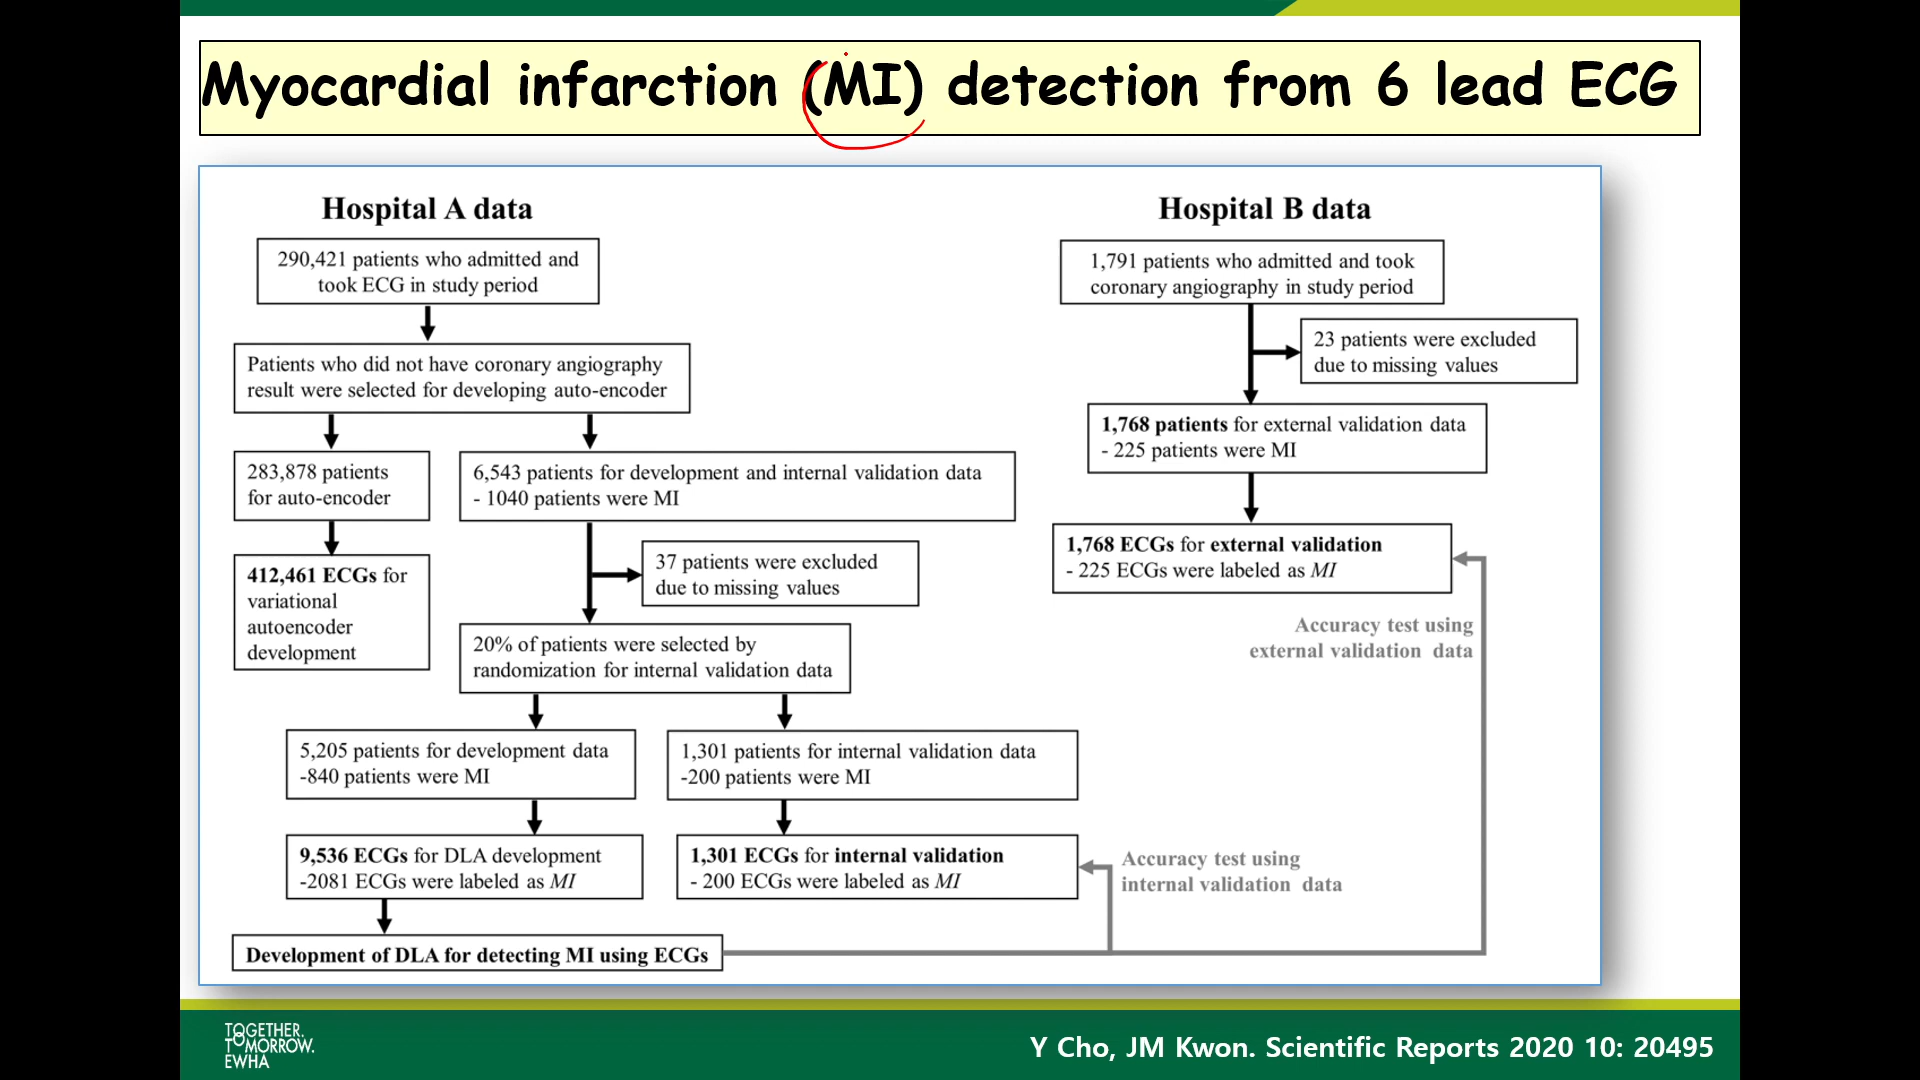 Myocardial infarction (MI) detection from 6 lead ECG
Hospital A data
290,421 patients who admitted and
took ECG in study period
Patients who did not have coronary angiography
result were selected for developing auto-encoder
283,878 patients
for auto-encoder
412,461 ECGs for
variational
autoencoder
development
6,543 patients for development and internal validation data
- 1040 patients were MI
37 patients were excluded
due to missing values
20% of patients were selected by
randomization for internal validation data
5,205 patients for development data
-840 patients were MI
1,301 patients for internal validation data
-200 patients were MI
9,536 ECGs for DLA development
-2081 ECGs were labeled as MI
1,301 ECGs for internal validation
- 200 ECGs were labeled as MI
Accuracy test using
internal validation data
Development of DLA for detecting MI using ECGs
Hospital B data
1,791 patients who admitted and took
coronary angiography in study period
23 patients were excluded
due to missing values
1,768 patients for external validation data
- 225 patients were MI
1,768 ECGs for external validation
- 225 ECGs were labeled as MI
Accuracy test using
external validation data
TOGETHER.
TOMORROW.
EWHA
Y Cho, JM Kwon. Scientific Reports 2020 10: 20495